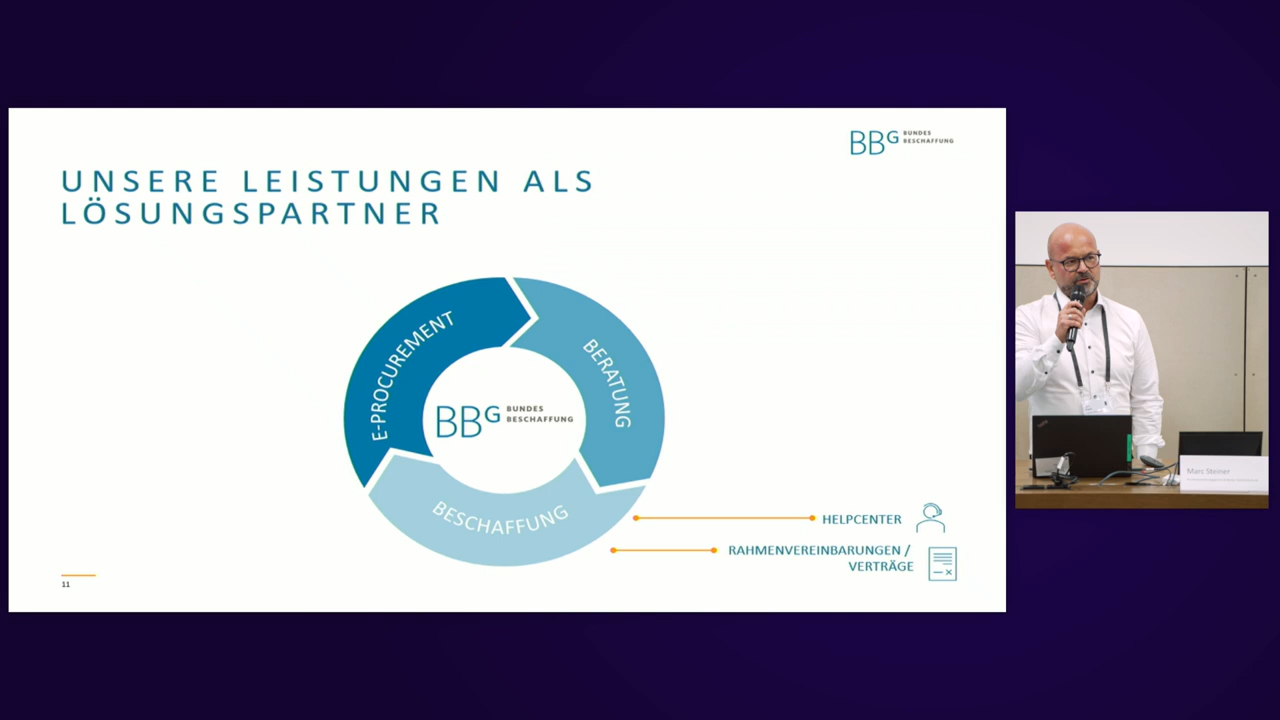 BBG BUNDES
BESCHAFFUNG
UNSERE LEISTUNGEN ALS
LÖSUNGSPARTNER
E-PROCUREMENT
BERATUNG
BBG BUNDES
BESCHAFFUNG
BESCHAFFUNG
HELPCENTER
RAHMENVEREINBARUNGEN /
VERTRÄGE
11
Marc Steiner